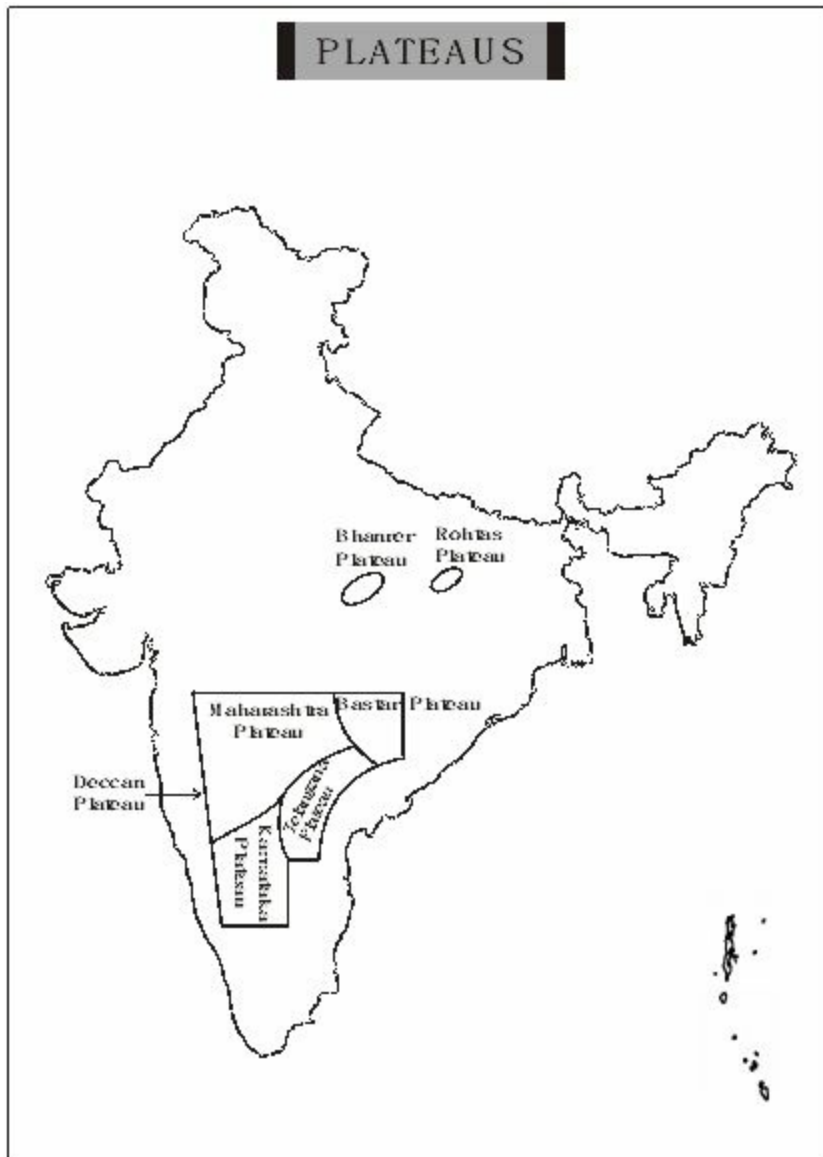 PLATEAUS
Bhanrer
Plateau
Rohtas
Plateau
Maharashtra
Plateau
Bastar Plateau
Deccan
Plateau
Telangana
Plateau
Karnataka
Plateau